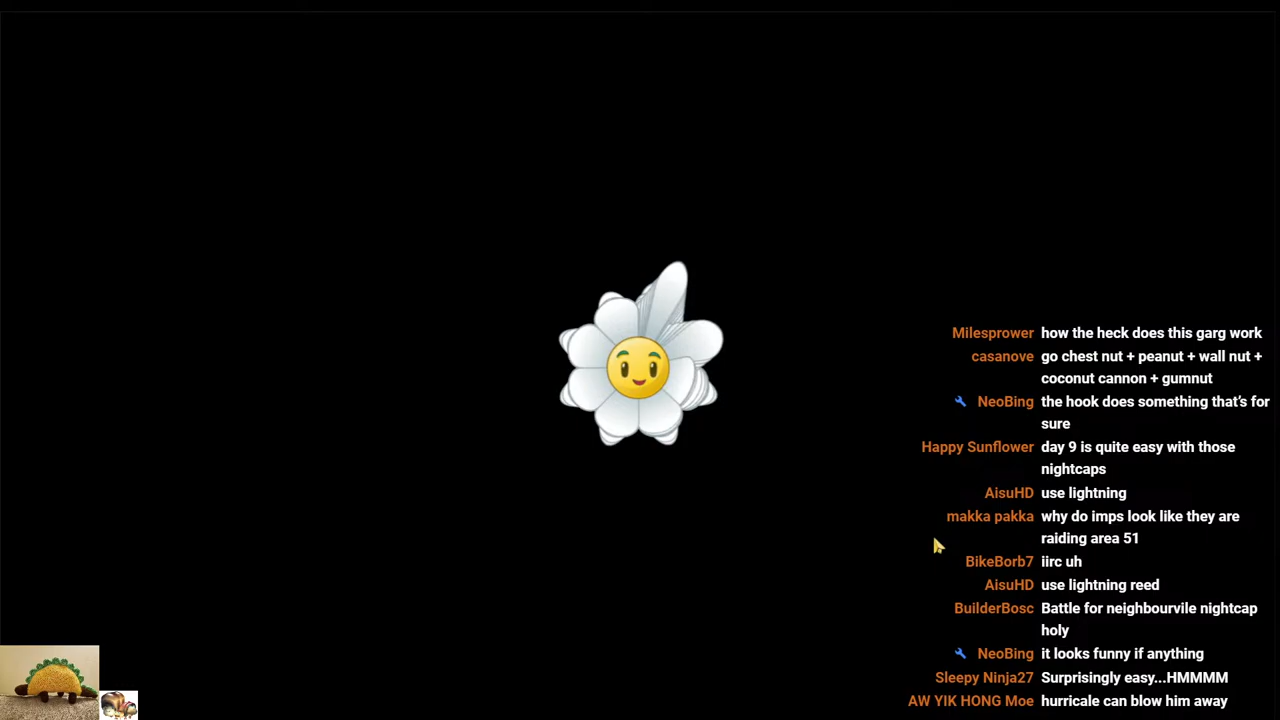 Milesprower how the heck does this garg work
casanove go chest nut + peanut + wall nut +
coconut cannon + gumnut
NeoBing the hook does something that's for
sure
Happy Sunflower day 9 is quite easy with those
nightcaps
AisuHD use lightning
makka pakka why do imps look like they are
raiding area 51
BikeBorb7 iirc uh
AisuHD use lightning reed
BuilderBosc Battle for neighbourvile nightcap
holy
NeoBing it looks funny if anything
Sleepy Ninja27 Surprisingly easy...HMMMM
AW YIK HONG Moe hurricale can blow him away